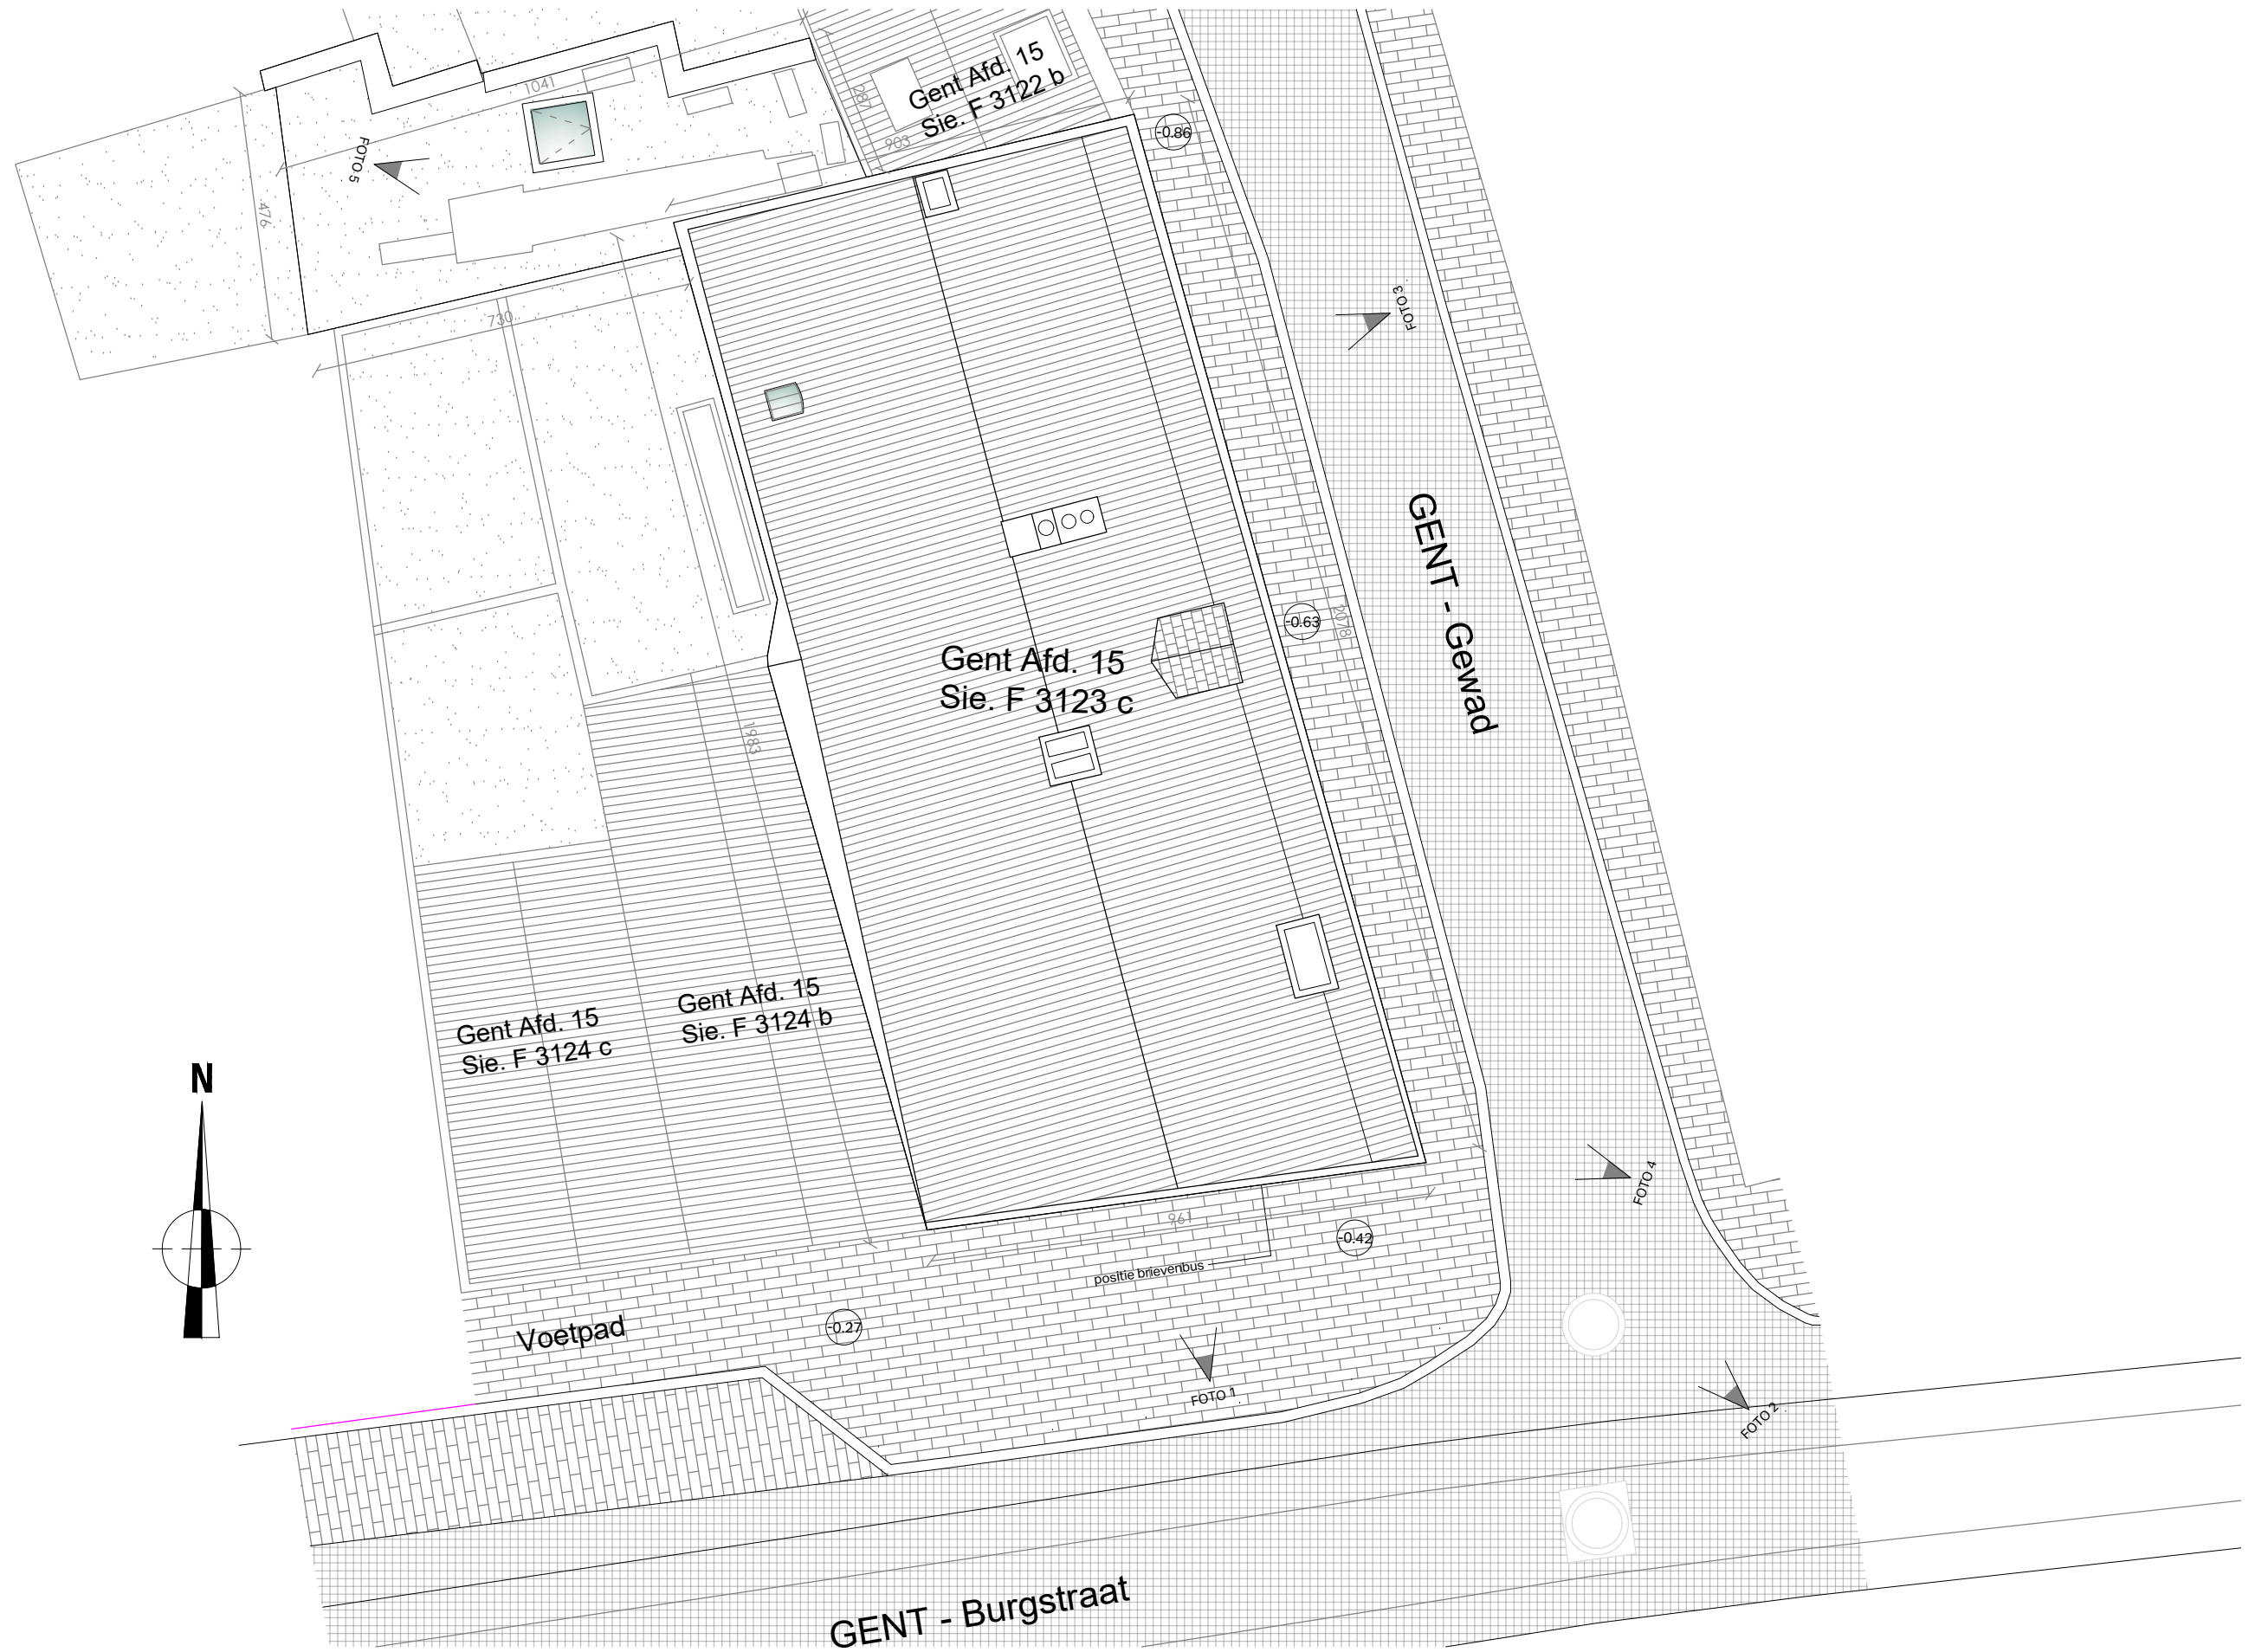 Gent Afd. 15
Sie. F 3122 b
1041
287
903
-0.86
FOTO 5
476
730
FOTO 3
GENT - Gewad
-0.63
2078
Gent Afd. 15
Sie. F 3123 c
1983
Gent Afd. 15
Sie. F 3124 b
Gent Afd. 15
Sie. F 3124 c
N
FOTO 4
961
-0.42
positie brievenbus
-0.27
Voetpad
FOTO 1
FOTO 2
GENT - Burgstraat